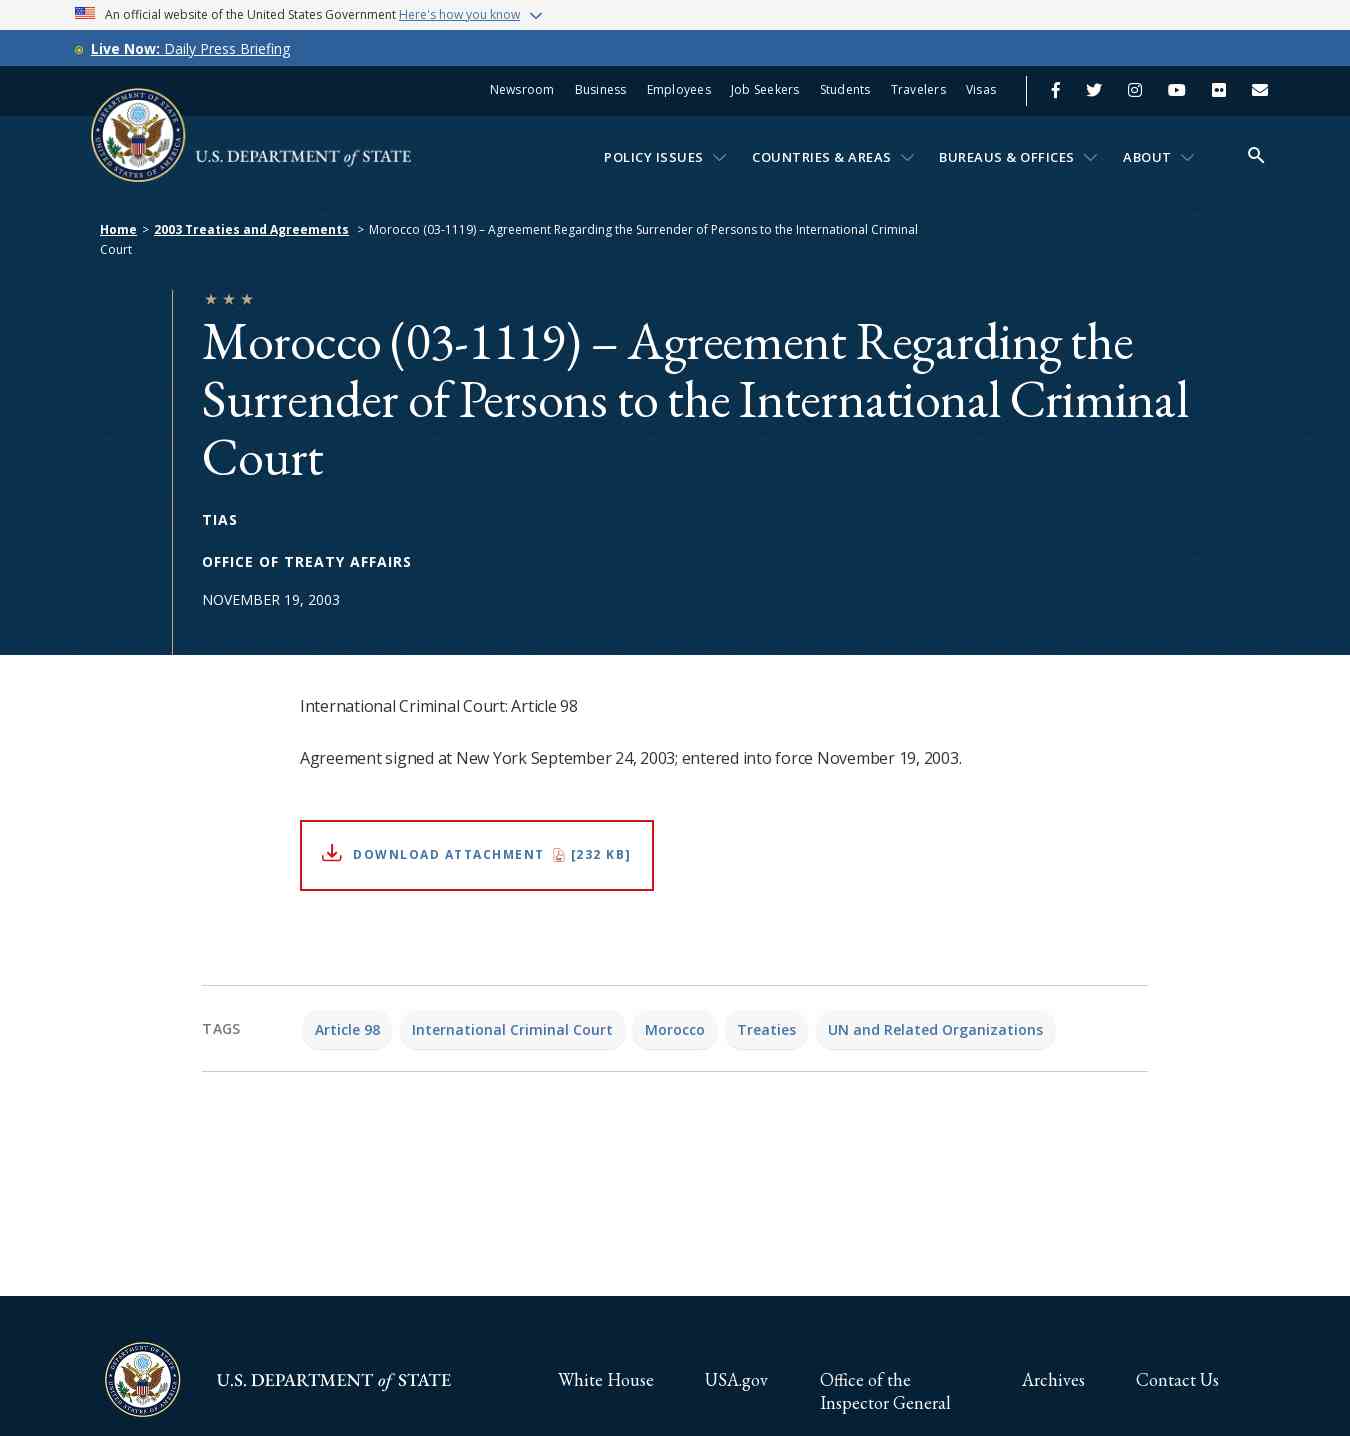 An official website of the United States Government Here's how you know
Live Now: Daily Press Briefing
Newsroom Business Employees Job Seekers Students Travelers Visas
U.S. DEPARTMENT of STATE
POLICY ISSUES COUNTRIES & AREAS BUREAUS & OFFICES ABOUT
Home > 2003 Treaties and Agreements > Morocco (03-1119) – Agreement Regarding the Surrender of Persons to the International Criminal
Court
Morocco (03-1119) – Agreement Regarding the
Surrender of Persons to the International Criminal
Court
TIAS
OFFICE OF TREATY AFFAIRS
NOVEMBER 19, 2003
International Criminal Court: Article 98
Agreement signed at New York September 24, 2003; entered into force November 19, 2003.
DOWNLOAD ATTACHMENT [232 KB]
TAGS Article 98 International Criminal Court Morocco Treaties UN and Related Organizations
U.S. DEPARTMENT of STATE
White House USA.gov Office of the Archives Contact Us
Inspector General